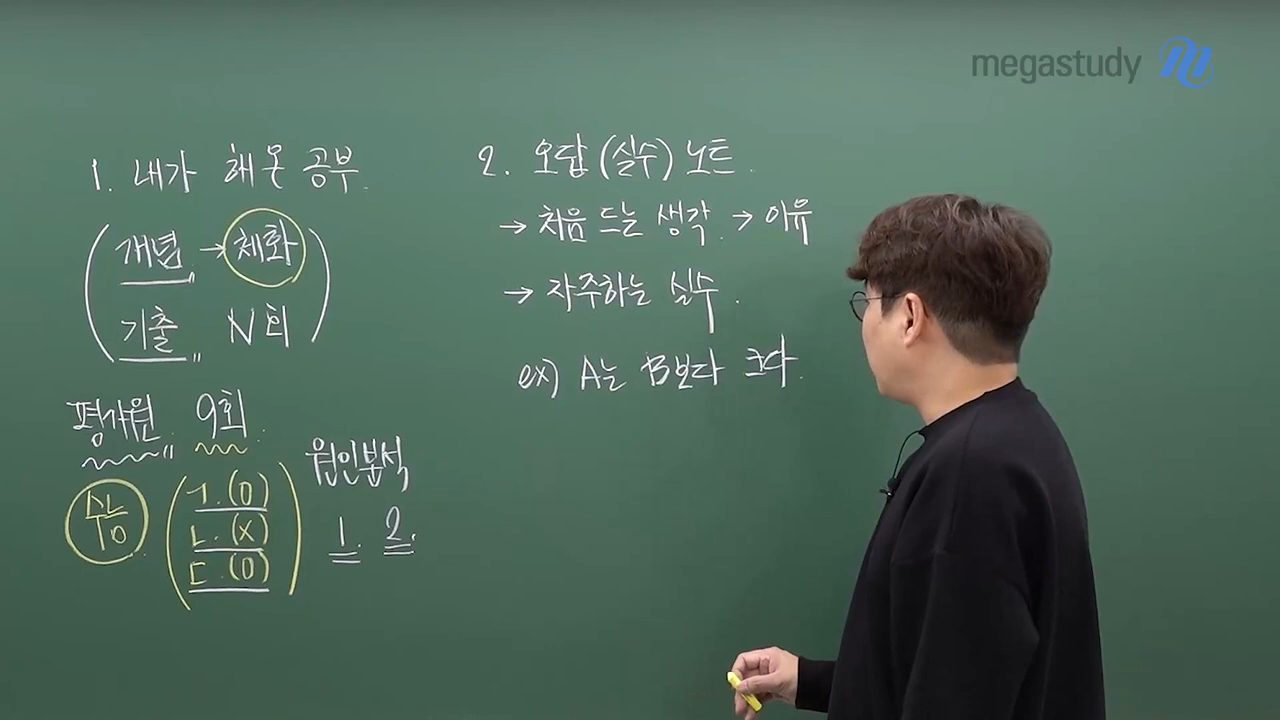 megastudy
1. 내가 해온 공부.
(개념 → 체화)
기출 N회
평가원. 9회.
수능
ㄱ.(O)
ㄴ.(X)
ㄷ.(O)
원인분석
1. 2.
2. 오답 (실수) 노트.
→ 처음 드는 생각. → 이유
→ 자주하는 실수.
ex) A는 B보다 크다.